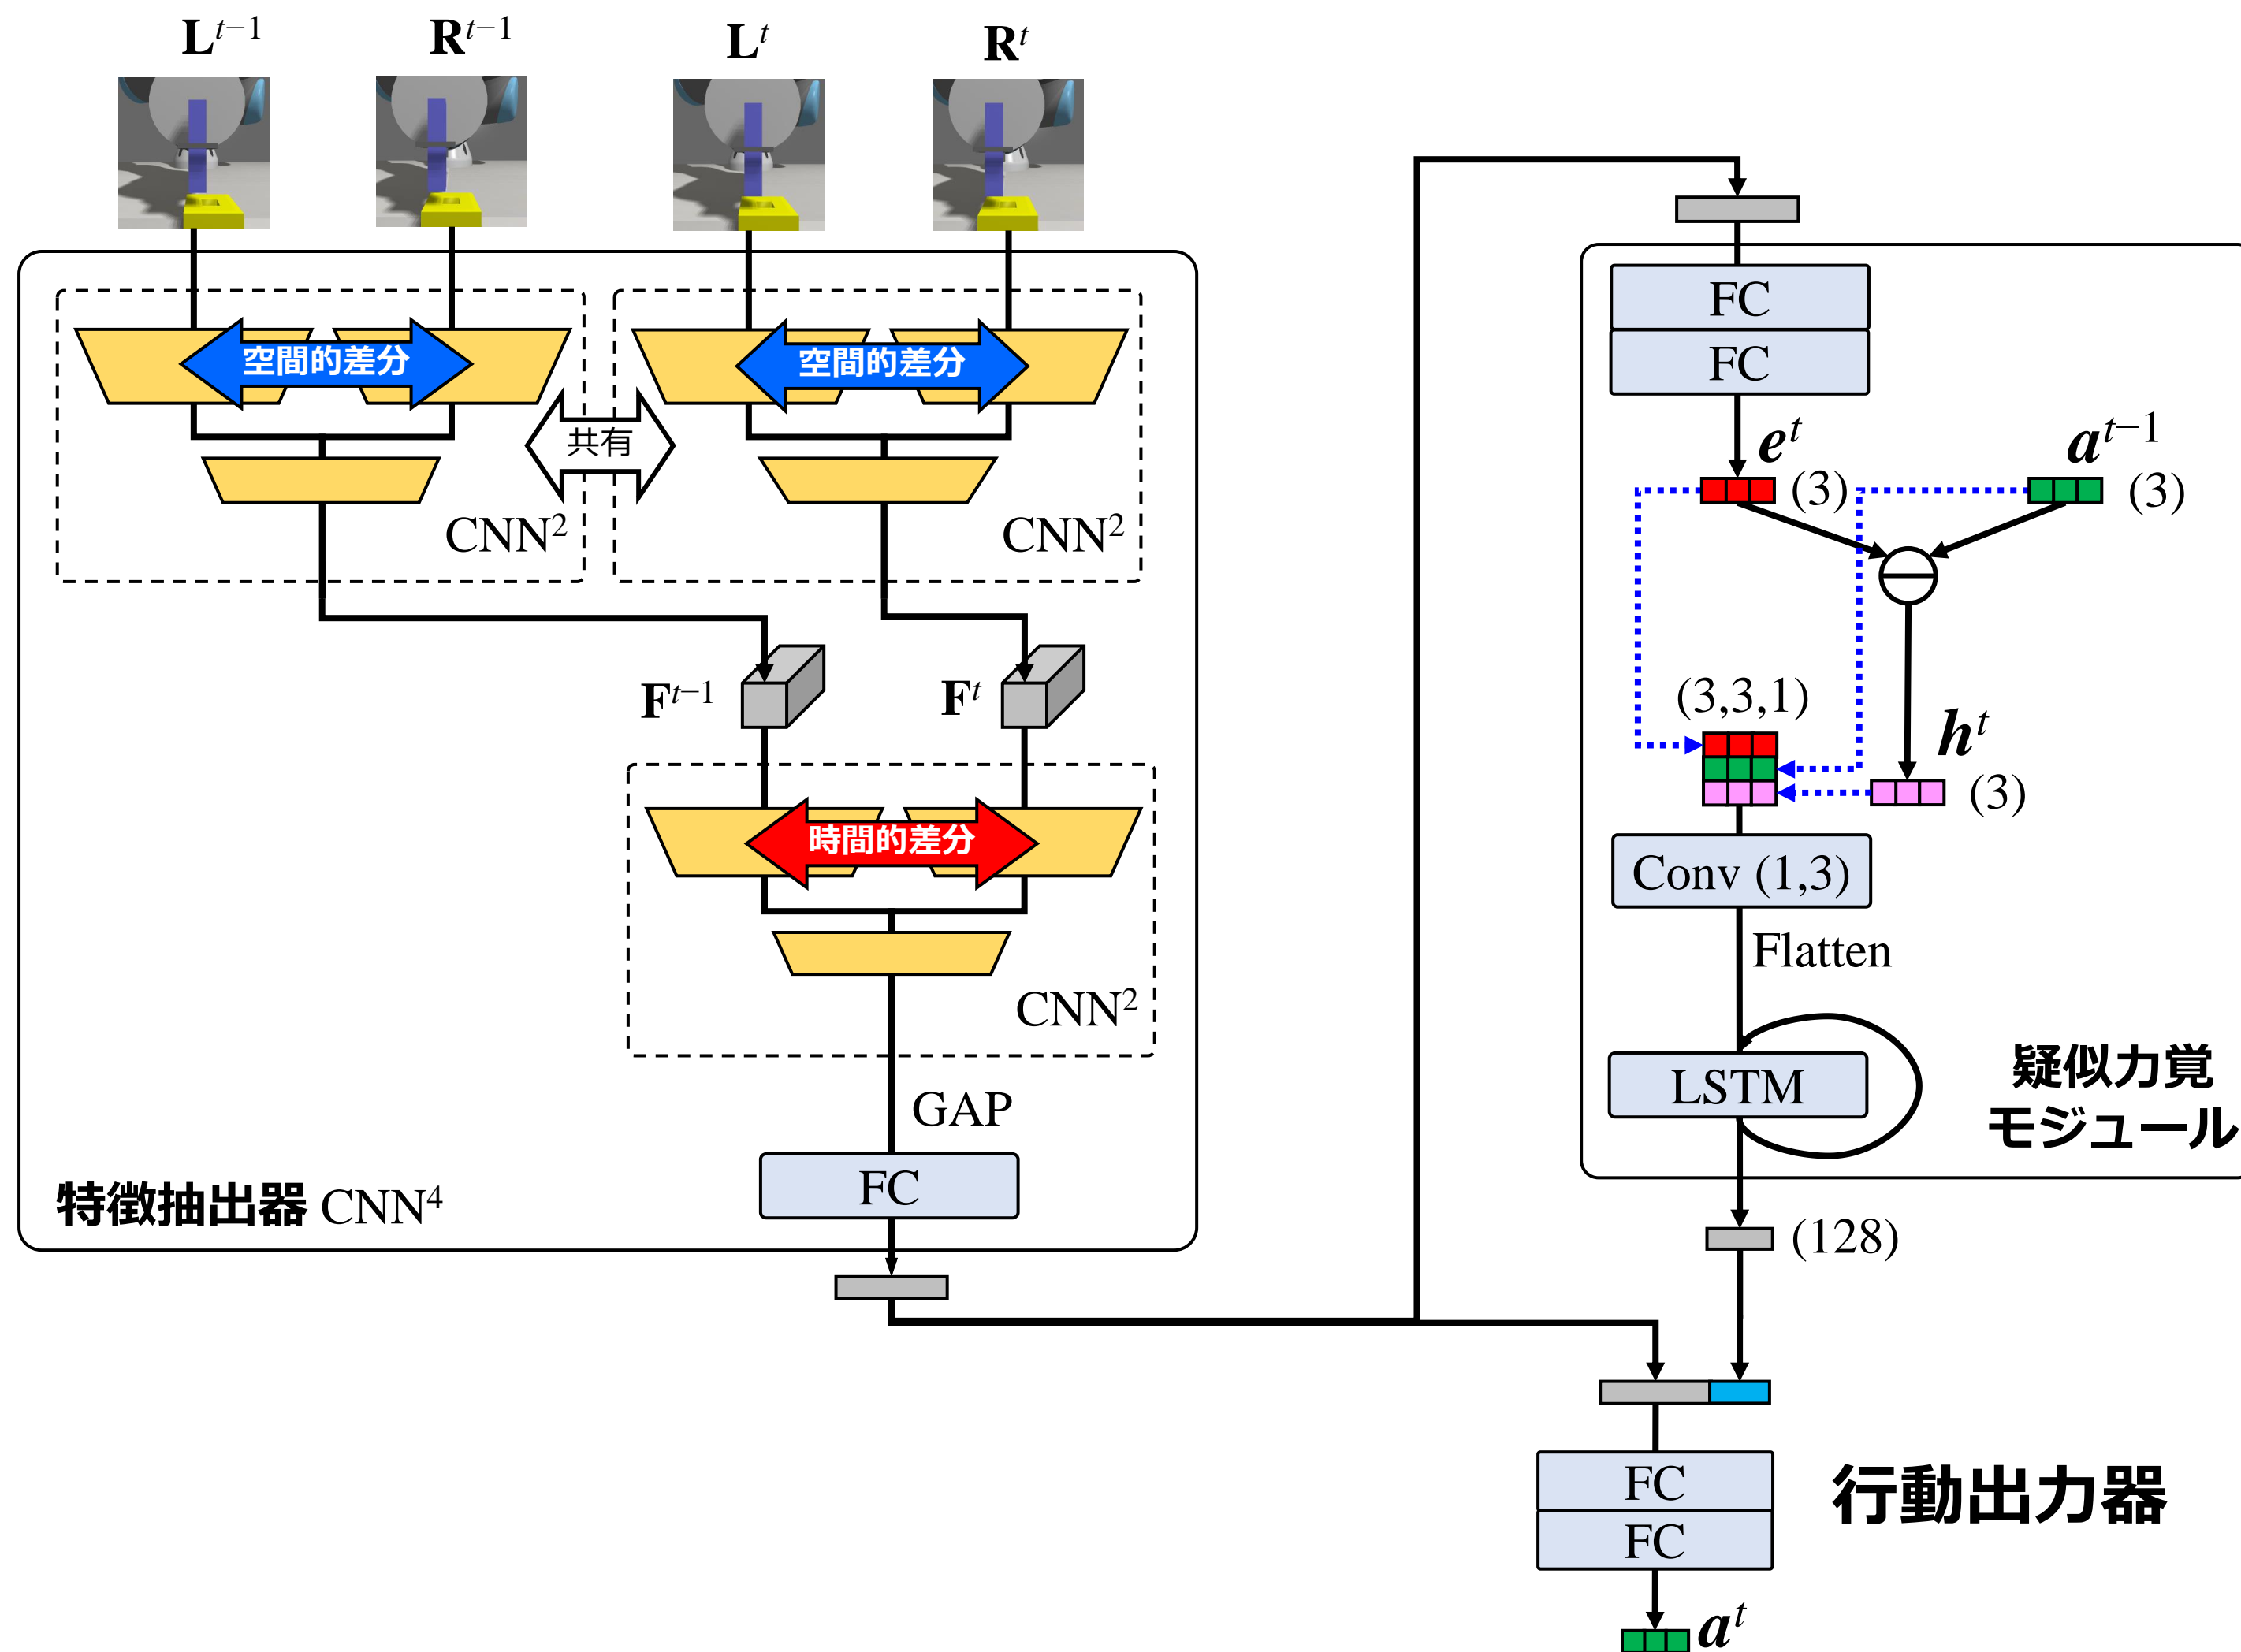 L^{t−1}
R^{t−1}
L^t
R^t
空間的差分
空間的差分
共有
CNN²
CNN²
F^{t−1}
F^t
時間的差分
CNN²
GAP
FC
特徴抽出器 CNN⁴
FC
FC
e^t
(3)
a^{t−1}
(3)
(3,3,1)
h^t
(3)
Conv (1,3)
Flatten
LSTM
疑似力覚
モジュール
(128)
FC
FC
行動出力器
a^t